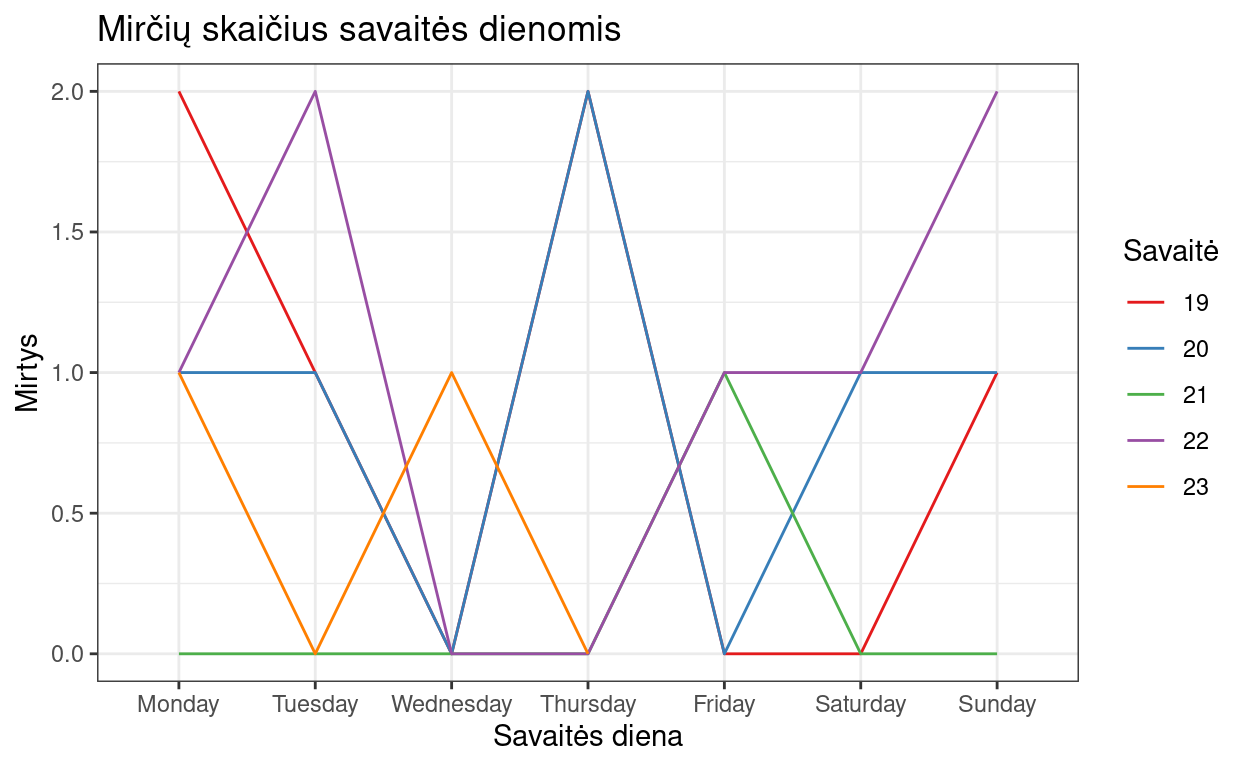 Mirčių skaičius savaitės dienomis
2.0
1.5
1.0
0.5
0.0
Mirtys
Monday Tuesday Wednesday Thursday Friday Saturday Sunday
Savaitės diena
Savaitė
19
20
21
22
23